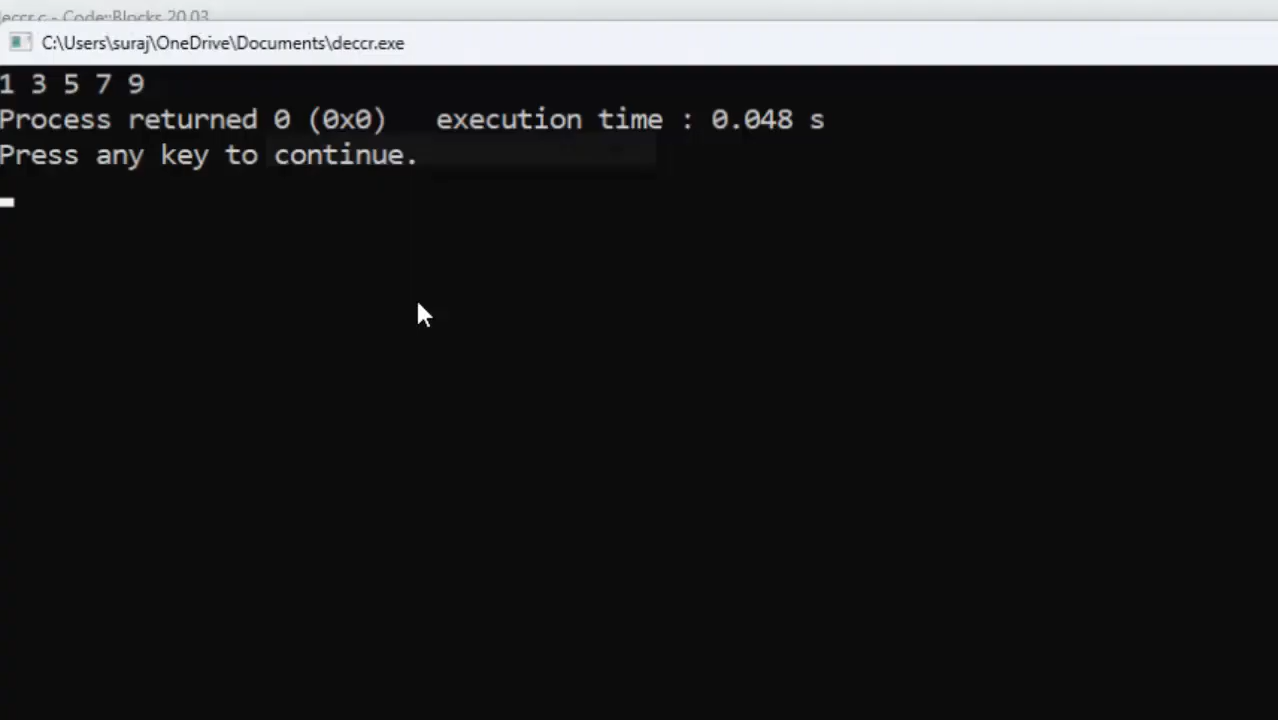 deccr.c - Code::Blocks 20.03
C:\Users\suraj\OneDrive\Documents\deccr.exe
1 3 5 7 9
Process returned 0 (0x0)   execution time : 0.048 s
Press any key to continue.